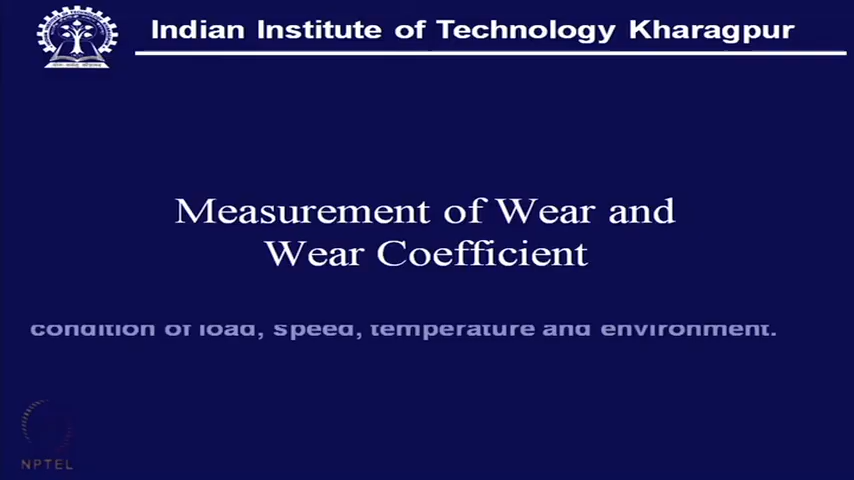 Indian Institute of Technology Kharagpur
Measurement of Wear and
Wear Coefficient
condition of load, speed, temperature and environment.
NPTEL